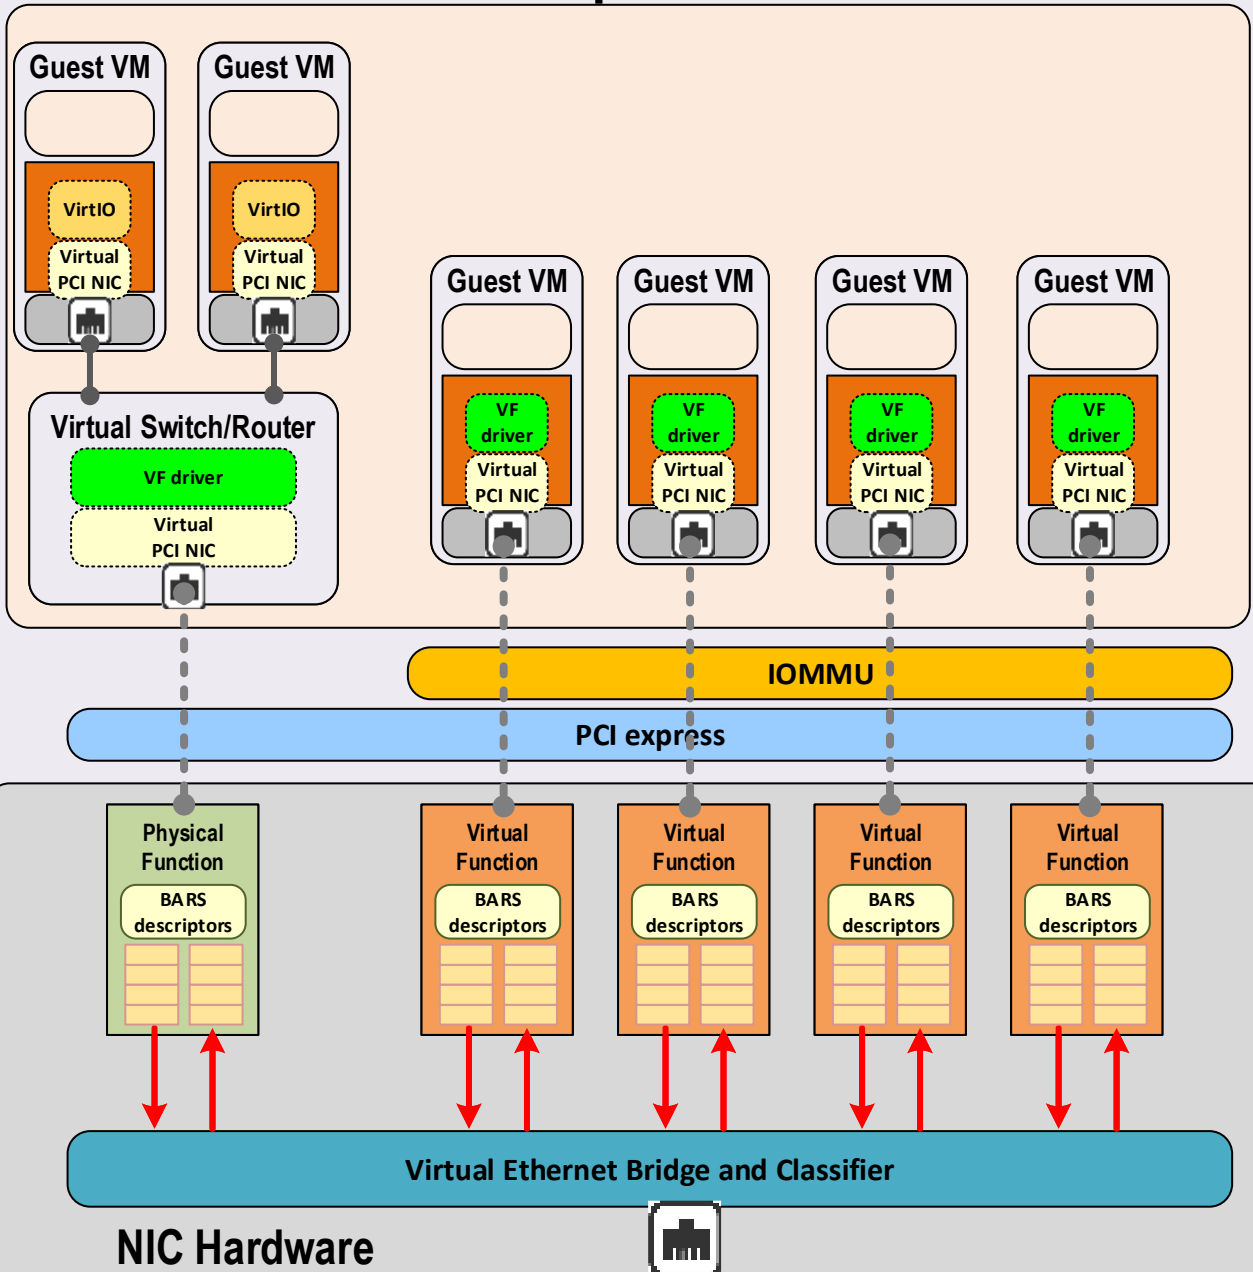 Guest VM
Guest VM
VirtIO
VirtIO
Virtual
PCI NIC
Virtual
PCI NIC
Guest VM
Guest VM
Guest VM
Guest VM
VF
driver
VF
driver
VF
driver
VF
driver
Virtual
PCI NIC
Virtual
PCI NIC
Virtual
PCI NIC
Virtual
PCI NIC
Virtual Switch/Router
VF driver
Virtual
PCI NIC
IOMMU
PCI express
Physical
Function
BARS
descriptors
Virtual
Function
BARS
descriptors
Virtual
Function
BARS
descriptors
Virtual
Function
BARS
descriptors
Virtual
Function
BARS
descriptors
Virtual Ethernet Bridge and Classifier
NIC Hardware